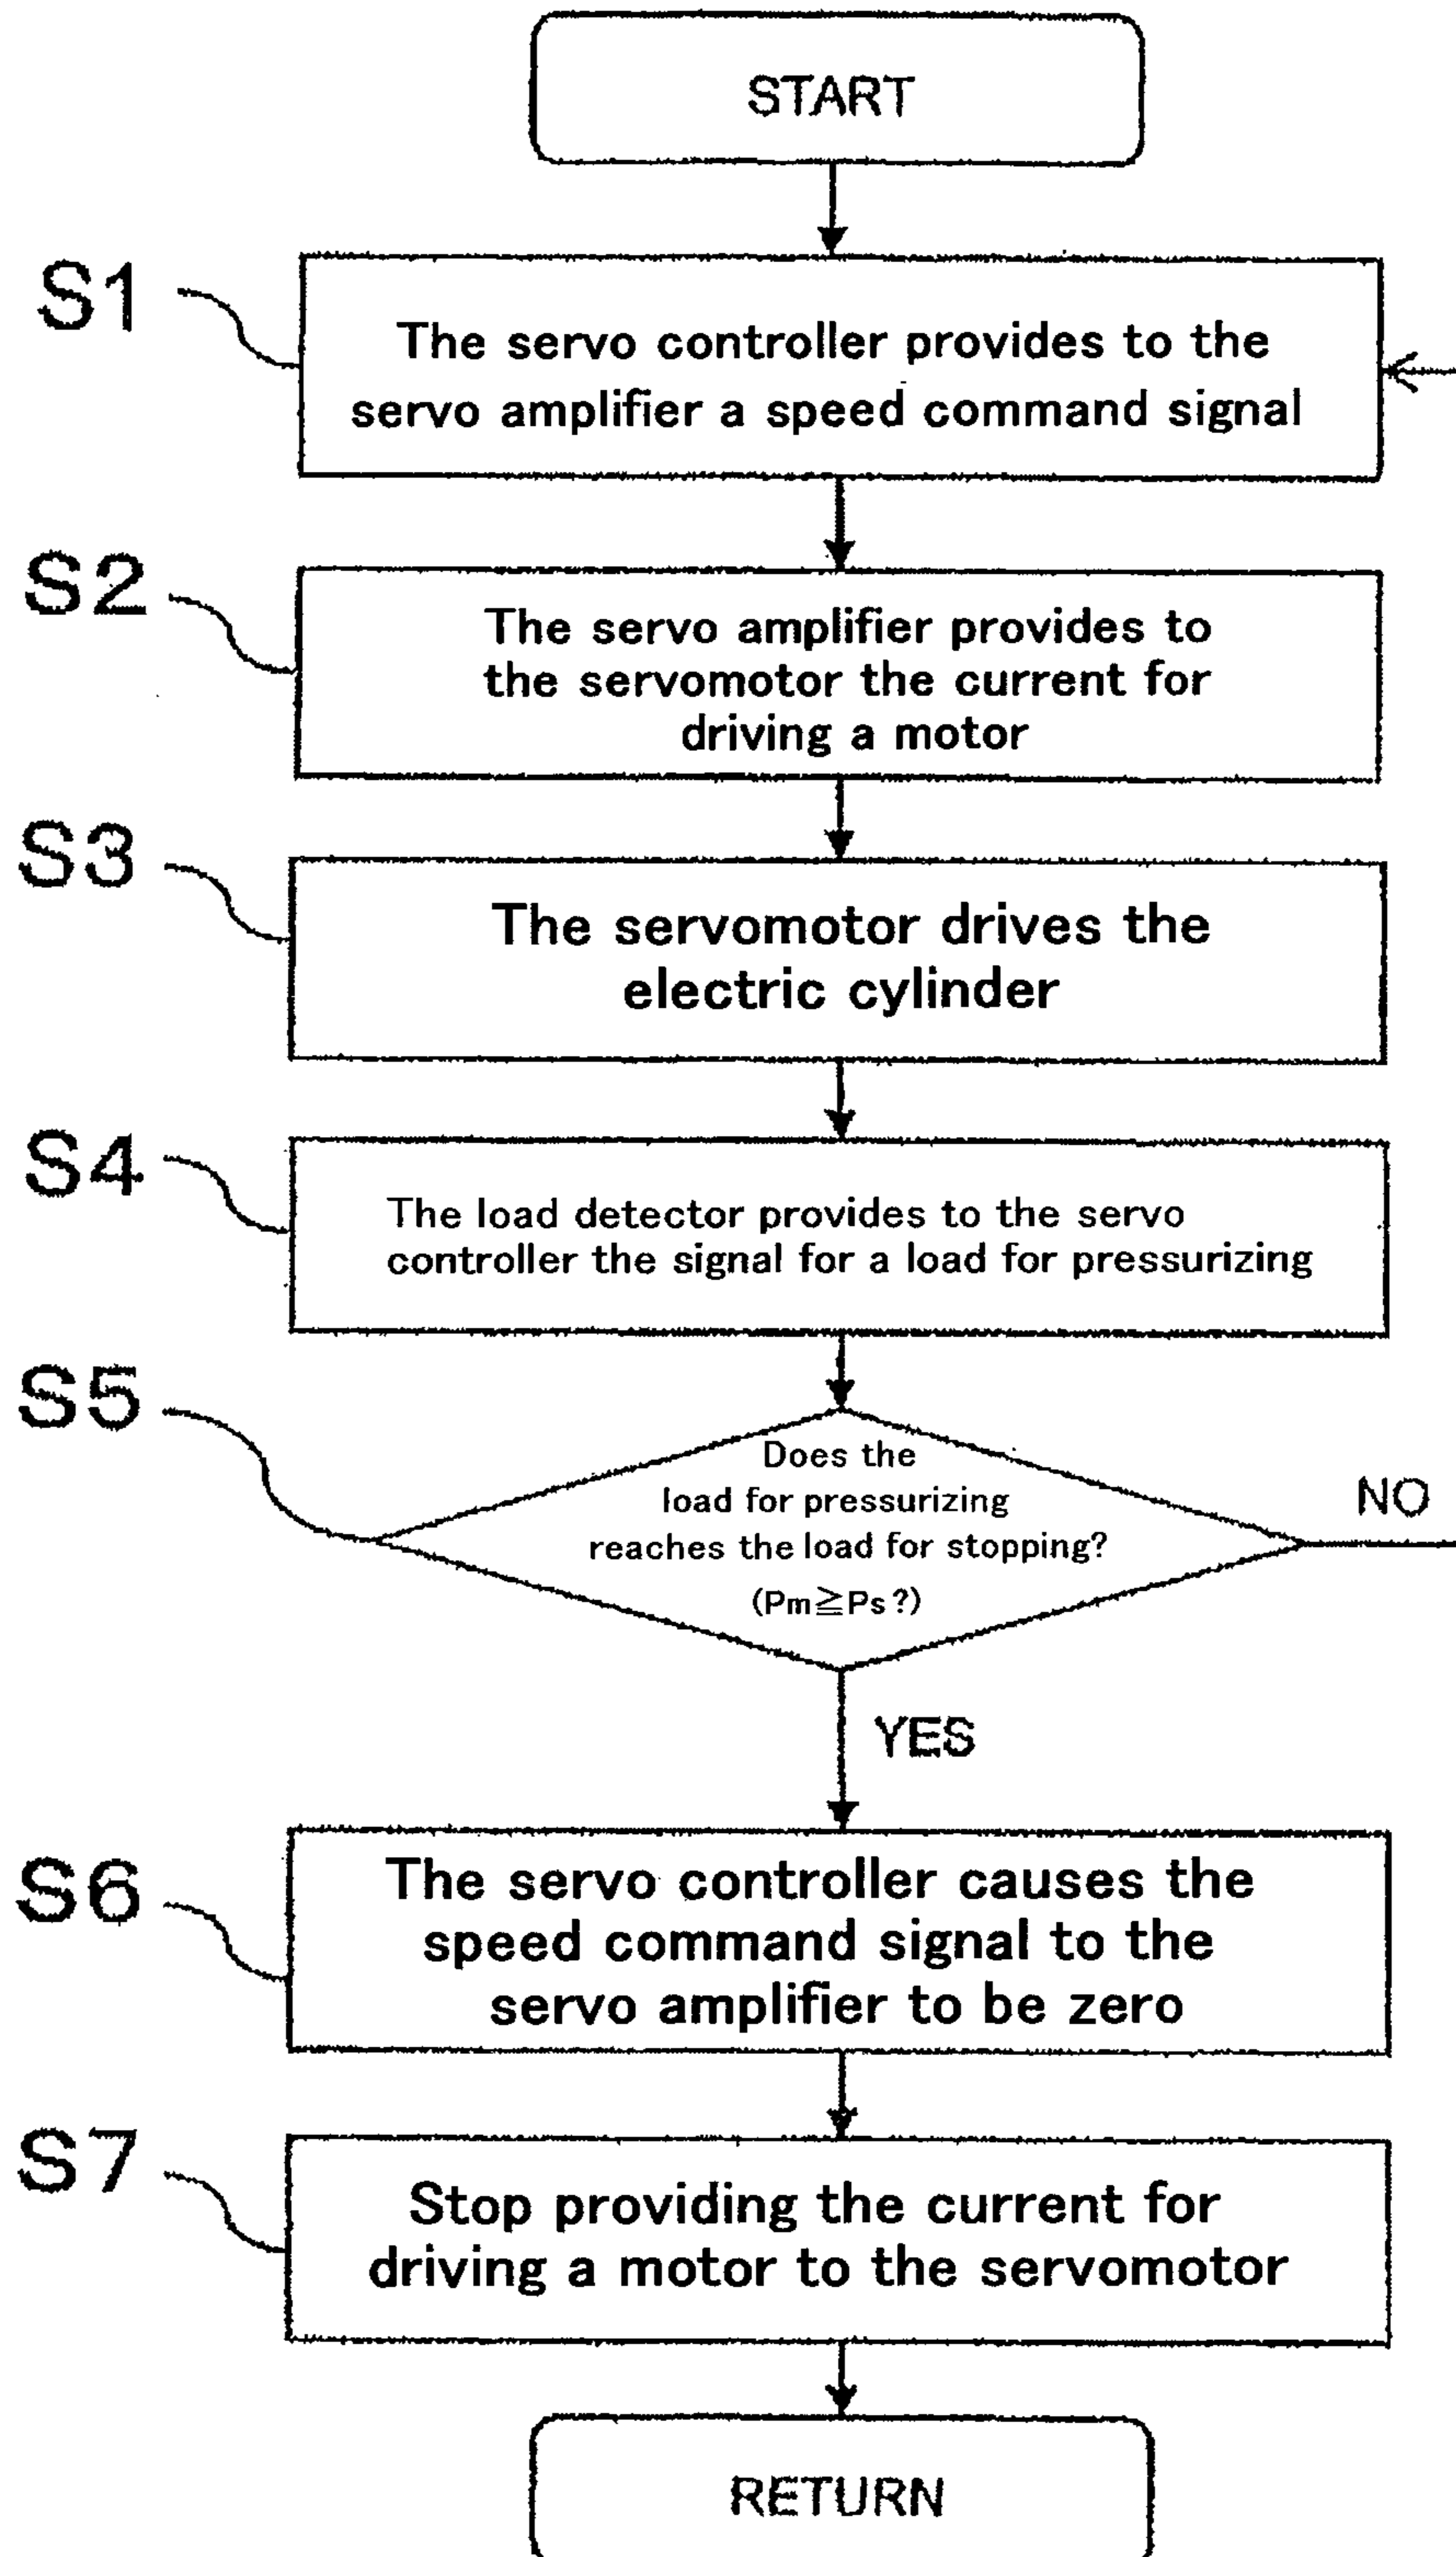 START
S1
The servo controller provides to the
servo amplifier a speed command signal
S2
The servo amplifier provides to
the servomotor the current for
driving a motor
S3
The servomotor drives the
electric cylinder
S4
The load detector provides to the servo
controller the signal for a load for pressurizing
S5
Does the
load for pressurizing
reaches the load for stopping?
(Pm≧Ps?)
NO
YES
S6
The servo controller causes the
speed command signal to the
servo amplifier to be zero
S7
Stop providing the current for
driving a motor to the servomotor
RETURN